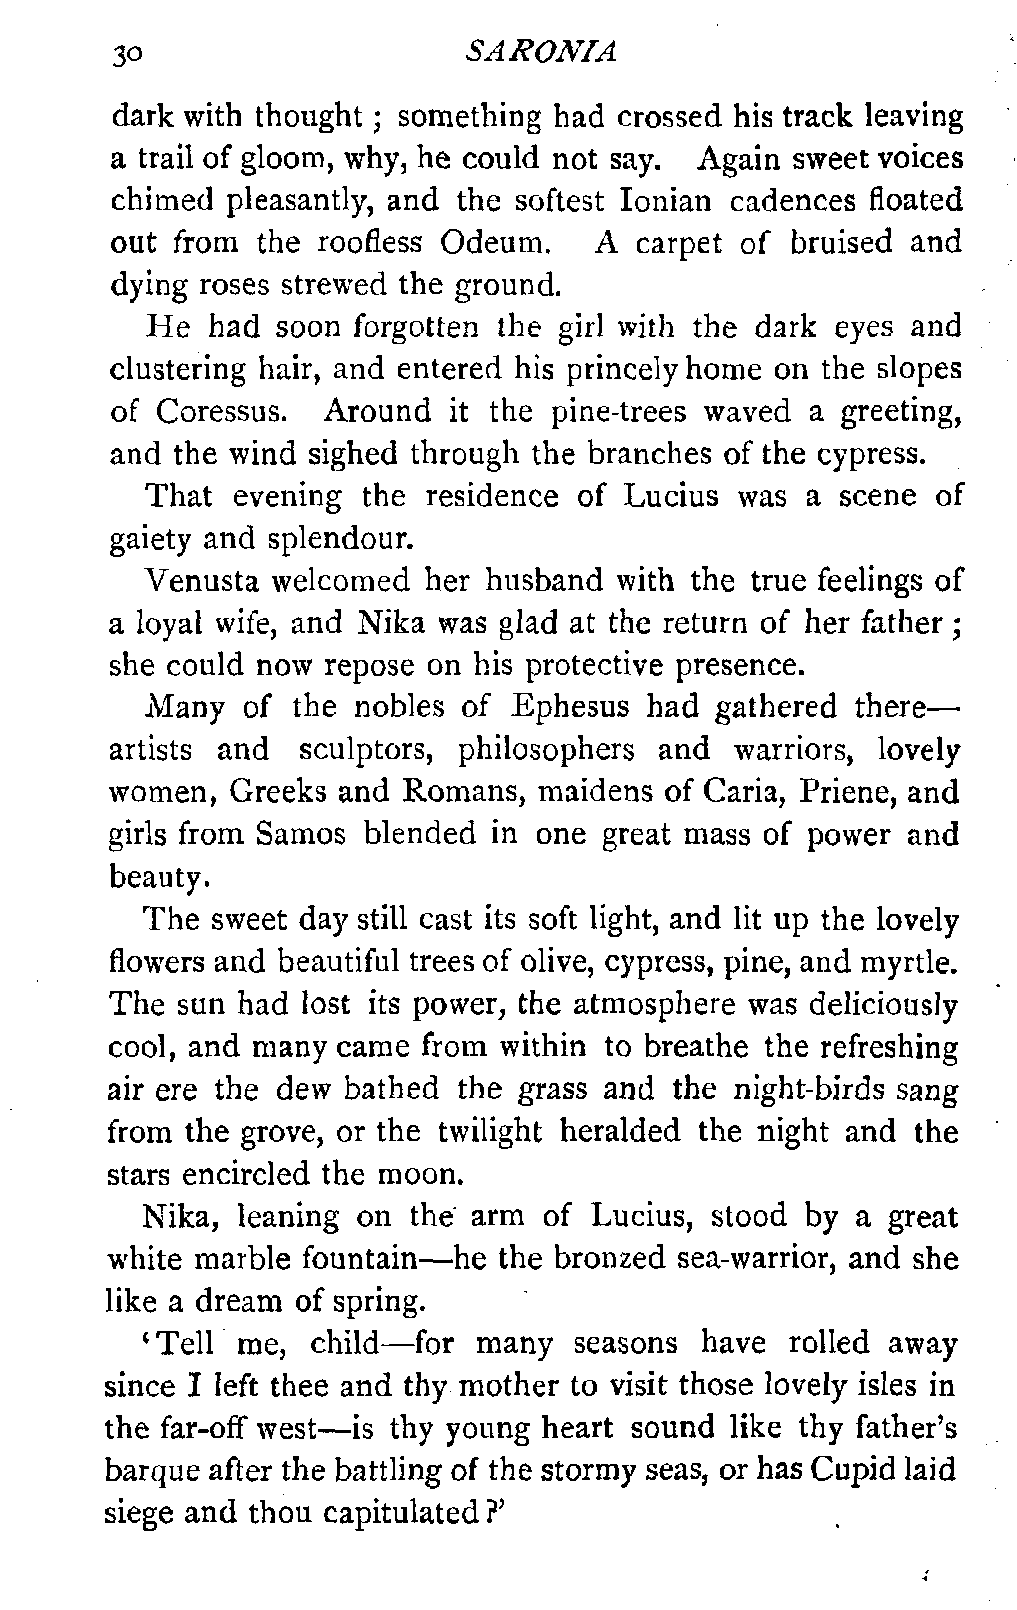 30 SARONIA
dark with thought ; something had crossed his track leaving
a trail of gloom, why, he could not say. Again sweet voices
chimed pleasantly, and the softest Ionian cadences floated
out from the roofless Odeum. A carpet of bruised and
dying roses strewed the ground.
He had soon forgotten the girl with the dark eyes and
clustering hair, and entered his princely home on the slopes
of Coressus. Around it the pine-trees waved a greeting,
and the wind sighed through the branches of the cypress.
That evening the residence of Lucius was a scene of
gaiety and splendour.
Venusta welcomed her husband with the true feelings of
a loyal wife, and Nika was glad at the return of her father ;
she could now repose on his protective presence.
Many of the nobles of Ephesus had gathered there—
artists and sculptors, philosophers and warriors, lovely
women, Greeks and Romans, maidens of Caria, Priene, and
girls from Samos blended in one great mass of power and
beauty.
The sweet day still cast its soft light, and lit up the lovely
flowers and beautiful trees of olive, cypress, pine, and myrtle.
The sun had lost its power, the atmosphere was deliciously
cool, and many came from within to breathe the refreshing
air ere the dew bathed the grass and the night-birds sang
from the grove, or the twilight heralded the night and the
stars encircled the moon.
Nika, leaning on the arm of Lucius, stood by a great
white marble fountain—he the bronzed sea-warrior, and she
like a dream of spring.
‘Tell me, child—for many seasons have rolled away
since I left thee and thy mother to visit those lovely isles in
the far-off west—is thy young heart sound like thy father's
barque after the battling of the stormy seas, or has Cupid laid
siege and thou capitulated ?’